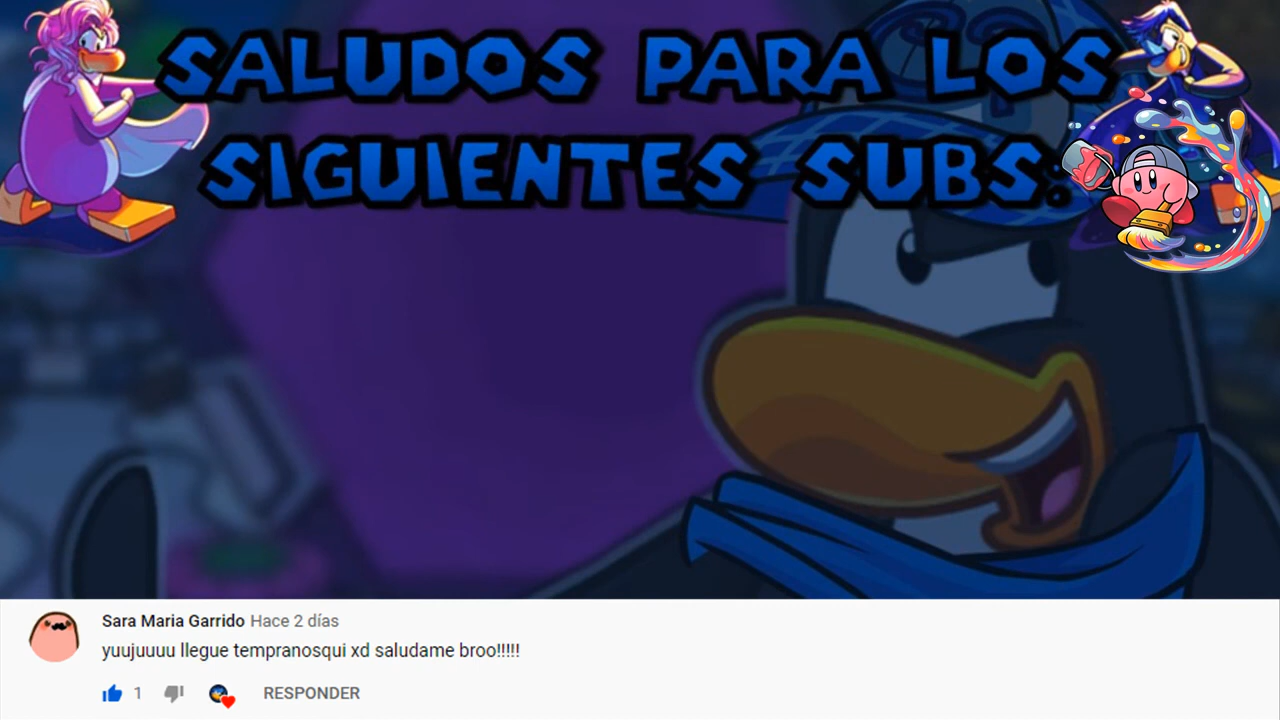 SALUDOS PARA LOS
SIGUIENTES SUBS:
Sara Maria Garrido Hace 2 días
yuujuuuu llegue tempranosqui xd saludame broo!!!!!
1 RESPONDER